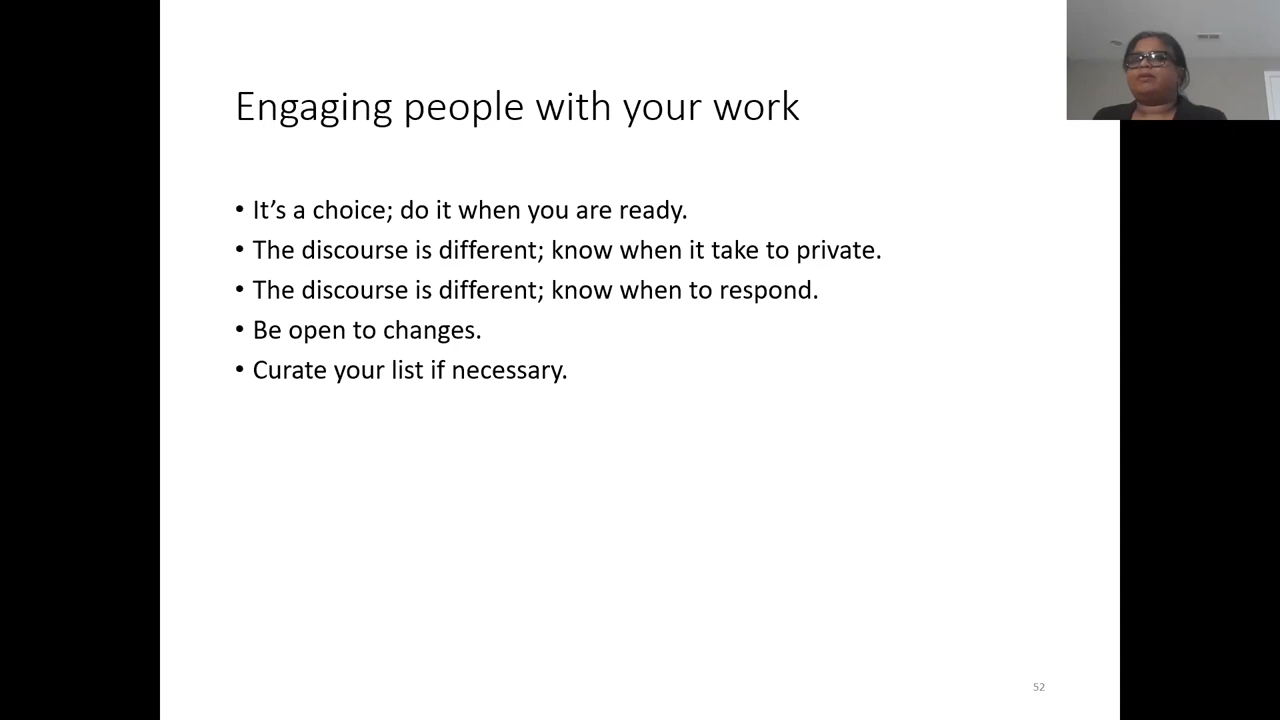 Engaging people with your work
• It’s a choice; do it when you are ready.
• The discourse is different; know when it take to private.
• The discourse is different; know when to respond.
• Be open to changes.
• Curate your list if necessary.
52